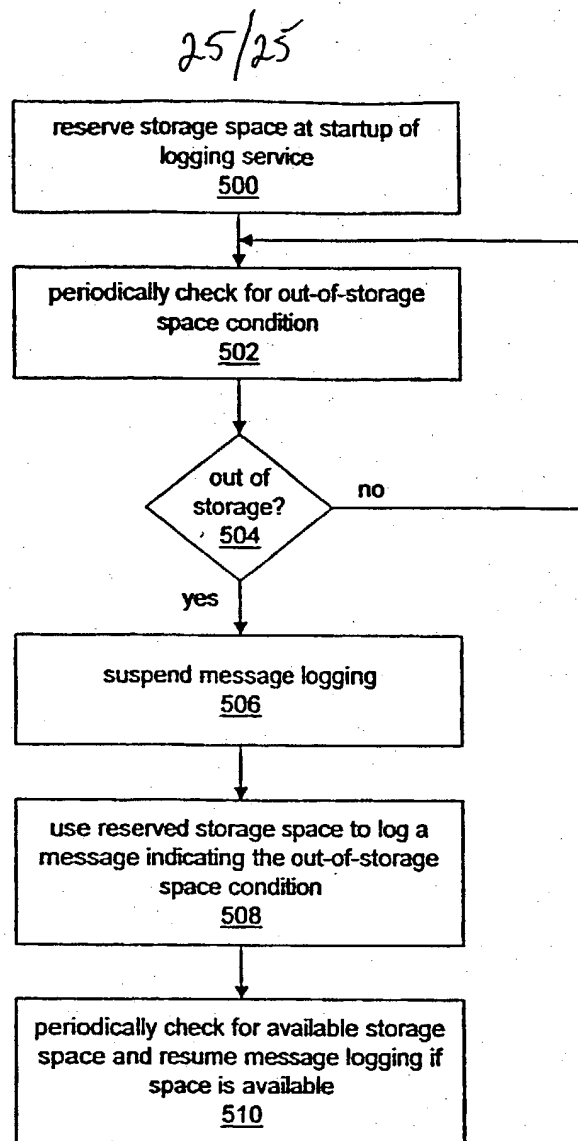 25/25
reserve storage space at startup of
logging service
500
periodically check for out-of-storage
space condition
502
out of
storage?
504
no
yes
suspend message logging
506
use reserved storage space to log a
message indicating the out-of-storage
space condition
508
periodically check for available storage
space and resume message logging if
space is available
510